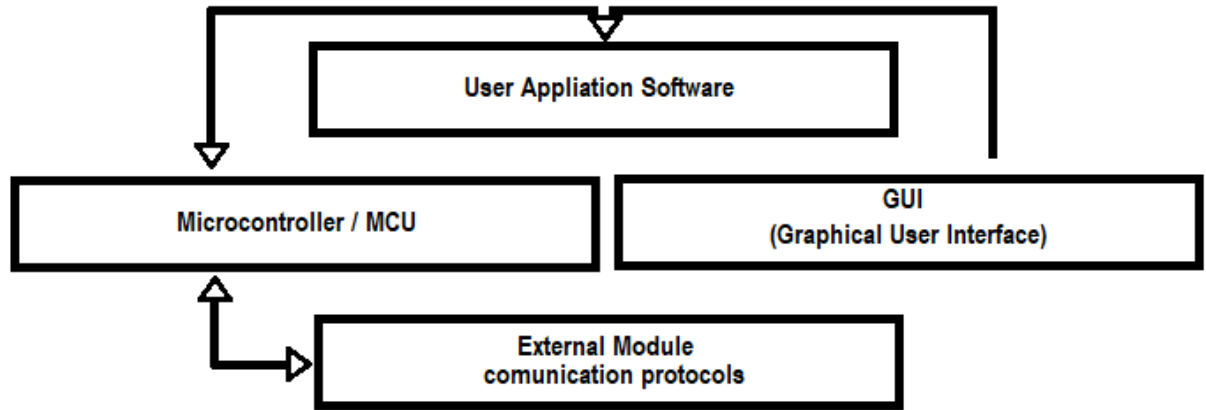 User Appliation Software
Microcontroller / MCU
GUI
(Graphical User Interface)
External Module
comunication protocols